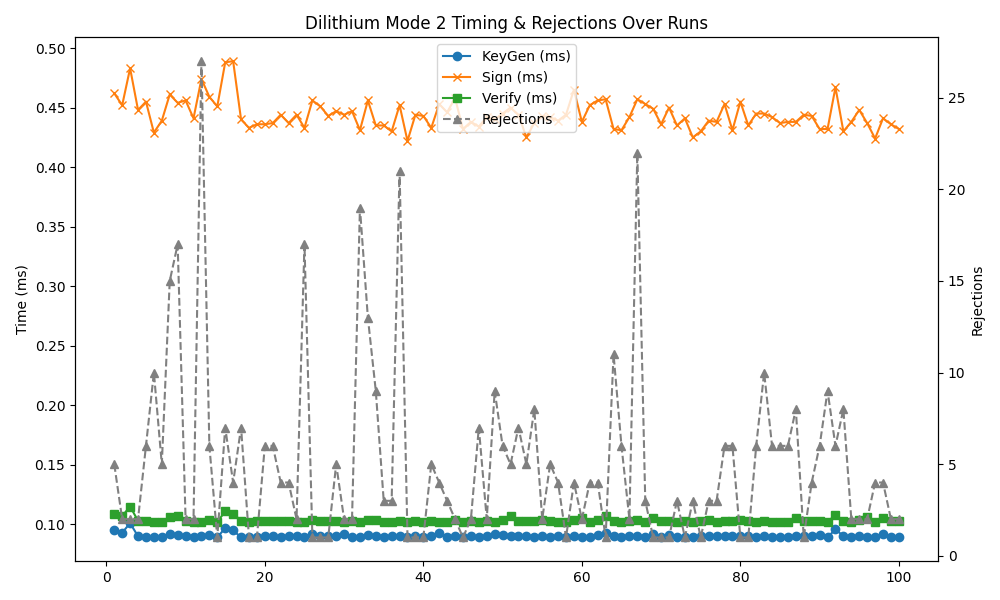 Dilithium Mode 2 Timing & Rejections Over Runs
KeyGen (ms)
Sign (ms)
Verify (ms)
Rejections
Time (ms)
0.50
0.45
0.40
0.35
0.30
0.25
0.20
0.15
0.10
25
20
15
10
5
0
Rejections
0 20 40 60 80 100